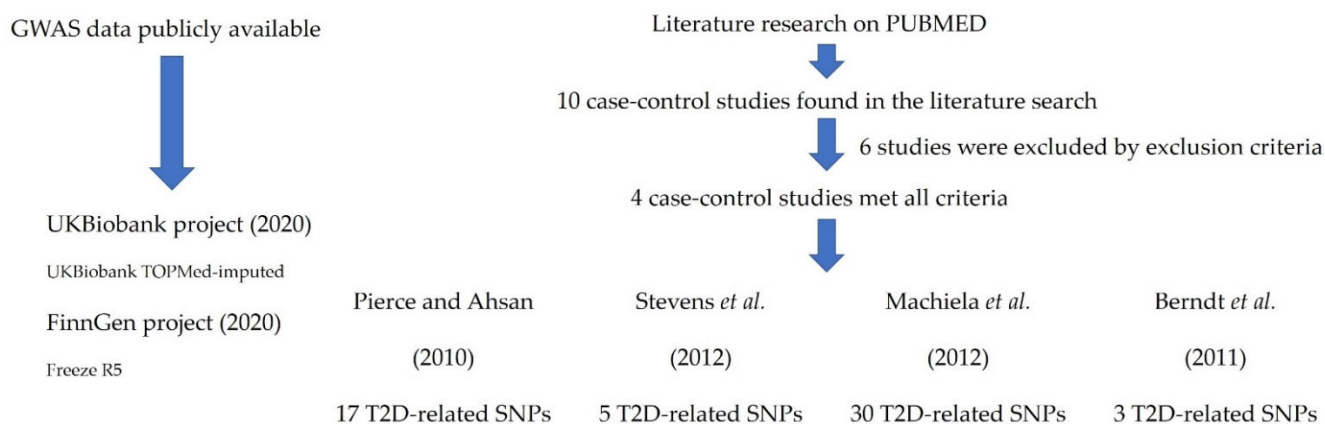 GWAS data publicly available
UKBiobank project (2020)
UKBiobank TOPMed-imputed
FinnGen project (2020)
Freeze R5
Literature research on PUBMED
10 case-control studies found in the literature search
6 studies were excluded by exclusion criteria
4 case-control studies met all criteria
Pierce and Ahsan
(2010)
17 T2D-related SNPs
Stevens et al.
(2012)
5 T2D-related SNPs
Machiela et al.
(2012)
30 T2D-related SNPs
Berndt et al.
(2011)
3 T2D-related SNPs